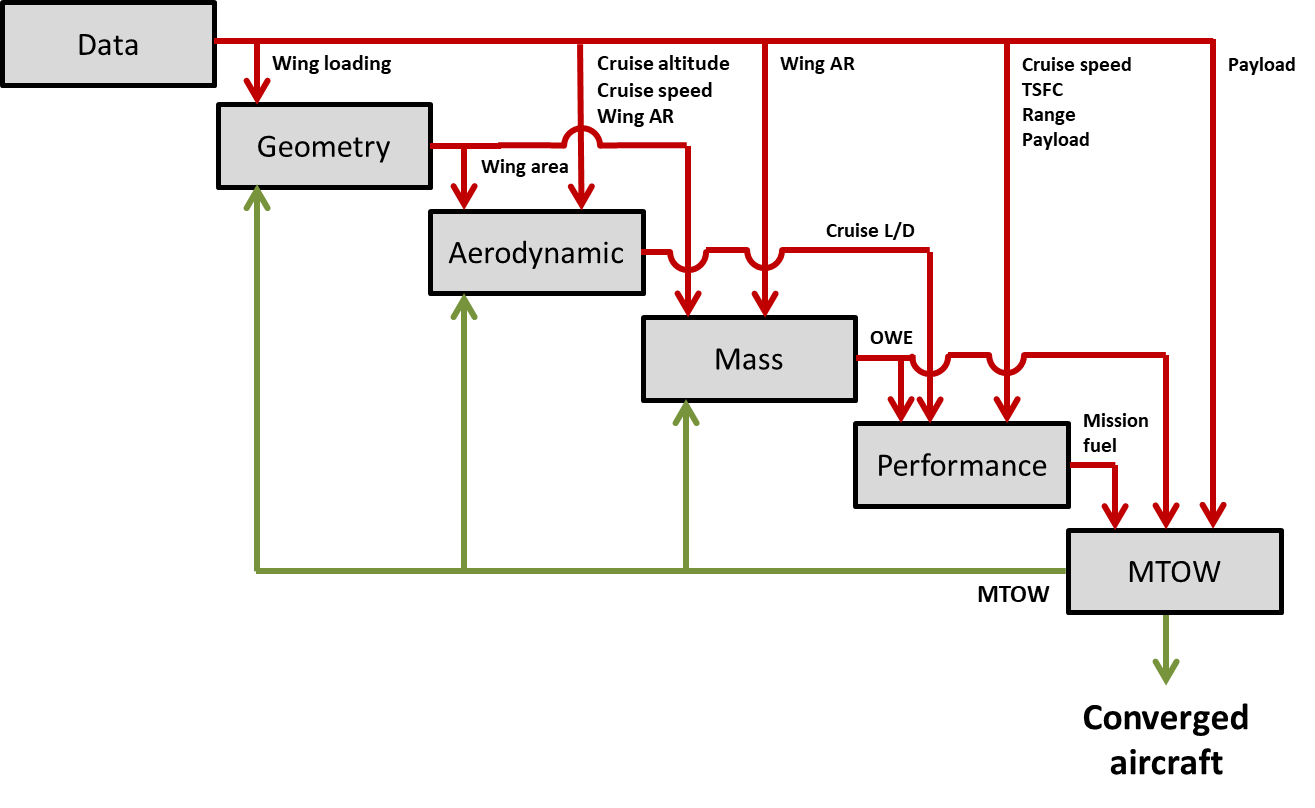 Data
Wing loading
Cruise altitude
Cruise speed
Wing AR
Wing AR
Cruise speed
TSFC
Range
Payload
Payload
Geometry
Wing area
Aerodynamic
Cruise L/D
Mass
OWE
Performance
Mission
fuel
MTOW
MTOW
Converged
aircraft